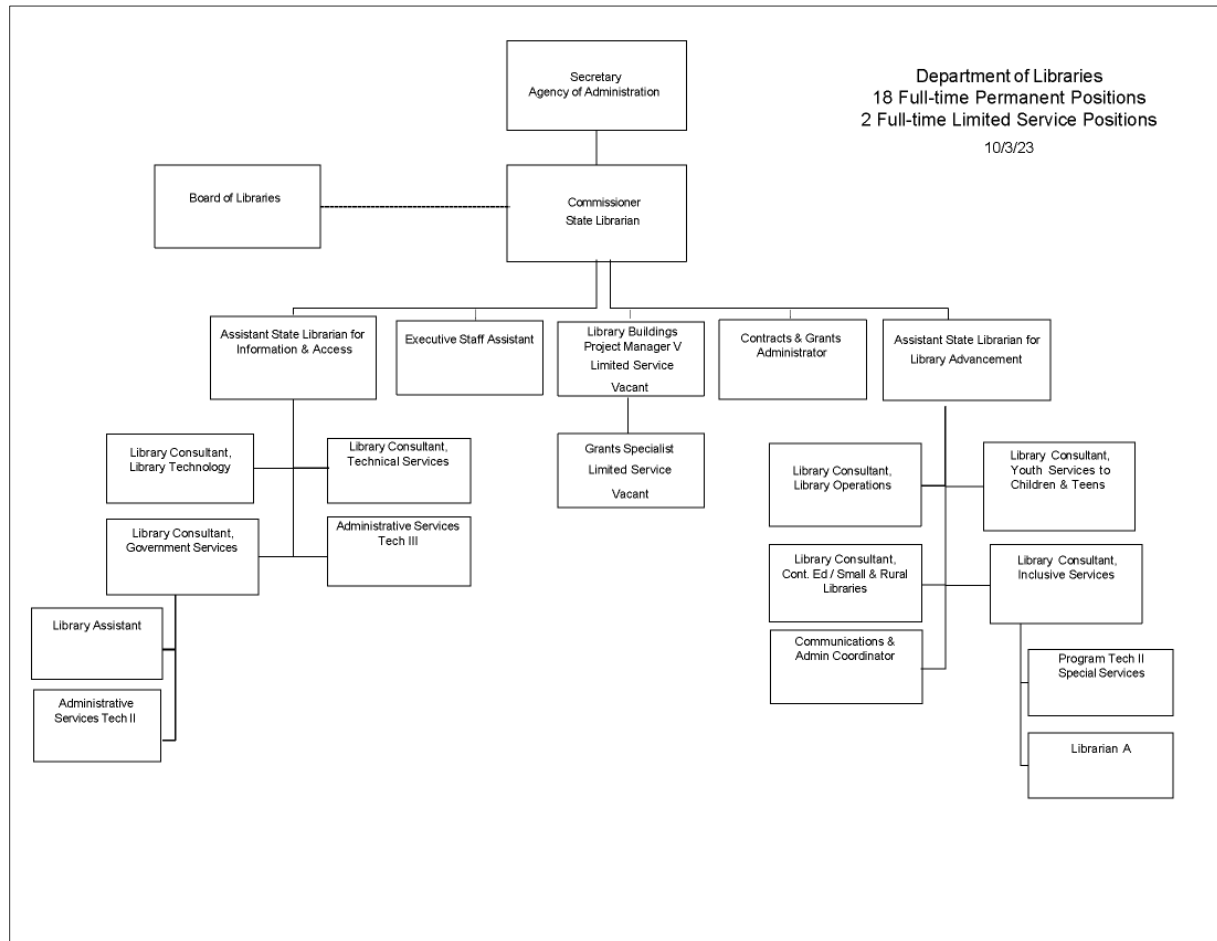 Secretary
Agency of Administration
Department of Libraries
18 Full-time Permanent Positions
2 Full-time Limited Service Positions
10/3/23
Board of Libraries
Commissioner
State Librarian
Assistant State Librarian for
Information & Access
Executive Staff Assistant
Library Buildings
Project Manager V
Limited Service
Vacant
Contracts & Grants
Administrator
Assistant State Librarian for
Library Advancement
Library Consultant,
Library Technology
Library Consultant,
Technical Services
Grants Specialist
Limited Service
Vacant
Library Consultant,
Library Operations
Library Consultant,
Youth Services to
Children & Teens
Library Consultant,
Government Services
Administrative Services
Tech III
Library Consultant,
Cont. Ed / Small & Rural
Libraries
Library Consultant,
Inclusive Services
Library Assistant
Communications &
Admin Coordinator
Program Tech II
Special Services
Administrative
Services Tech II
Librarian A